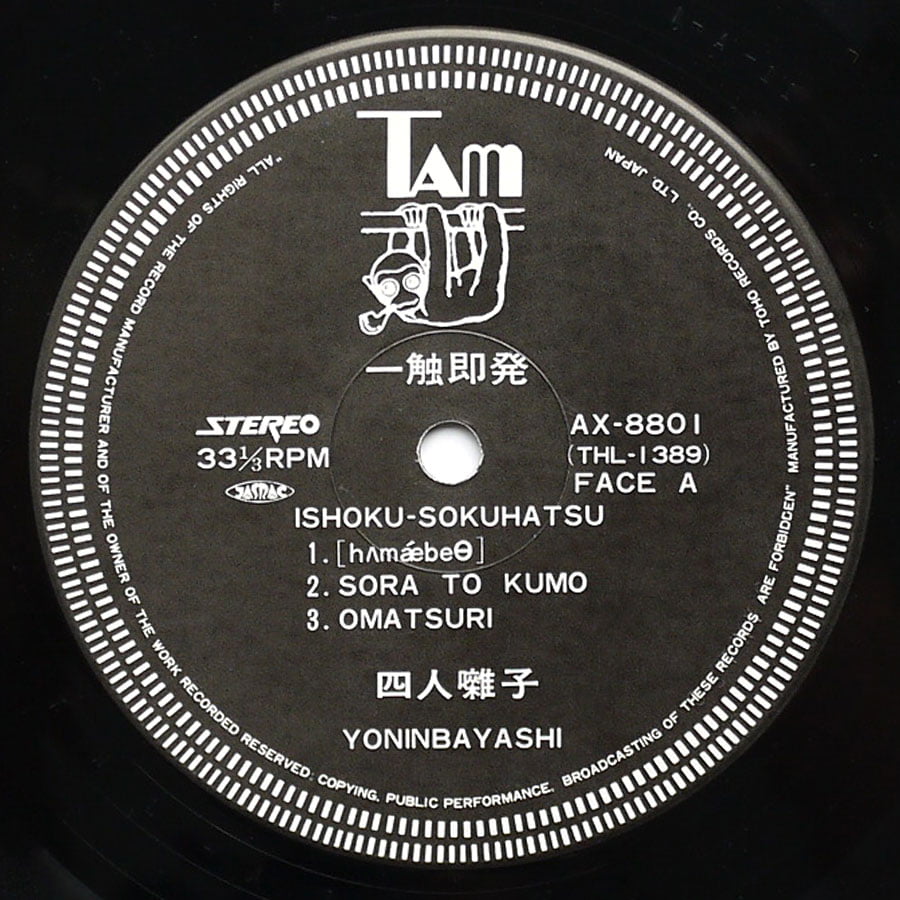 TAM
一触即発
STEREO
33⅓RPM
JASRAC
AX-8801
(THL-1389)
FACE A
ISHOKU-SOKUHATSU
1.[hʌmǽbeΘ]
2.SORA TO KUMO
3.OMATSURI
四人囃子
YONINBAYASHI
"ALL RIGHTS OF THE RECORD MANUFACTURER AND OF THE OWNER OF THE WORK RECORDED RESERVED: COPYING, PUBLIC PERFORMANCE, BROADCASTING OF THESE RECORDS ARE FORBIDDEN" MANUFACTURED BY TOHO RECORDS CO., LTD. JAPAN